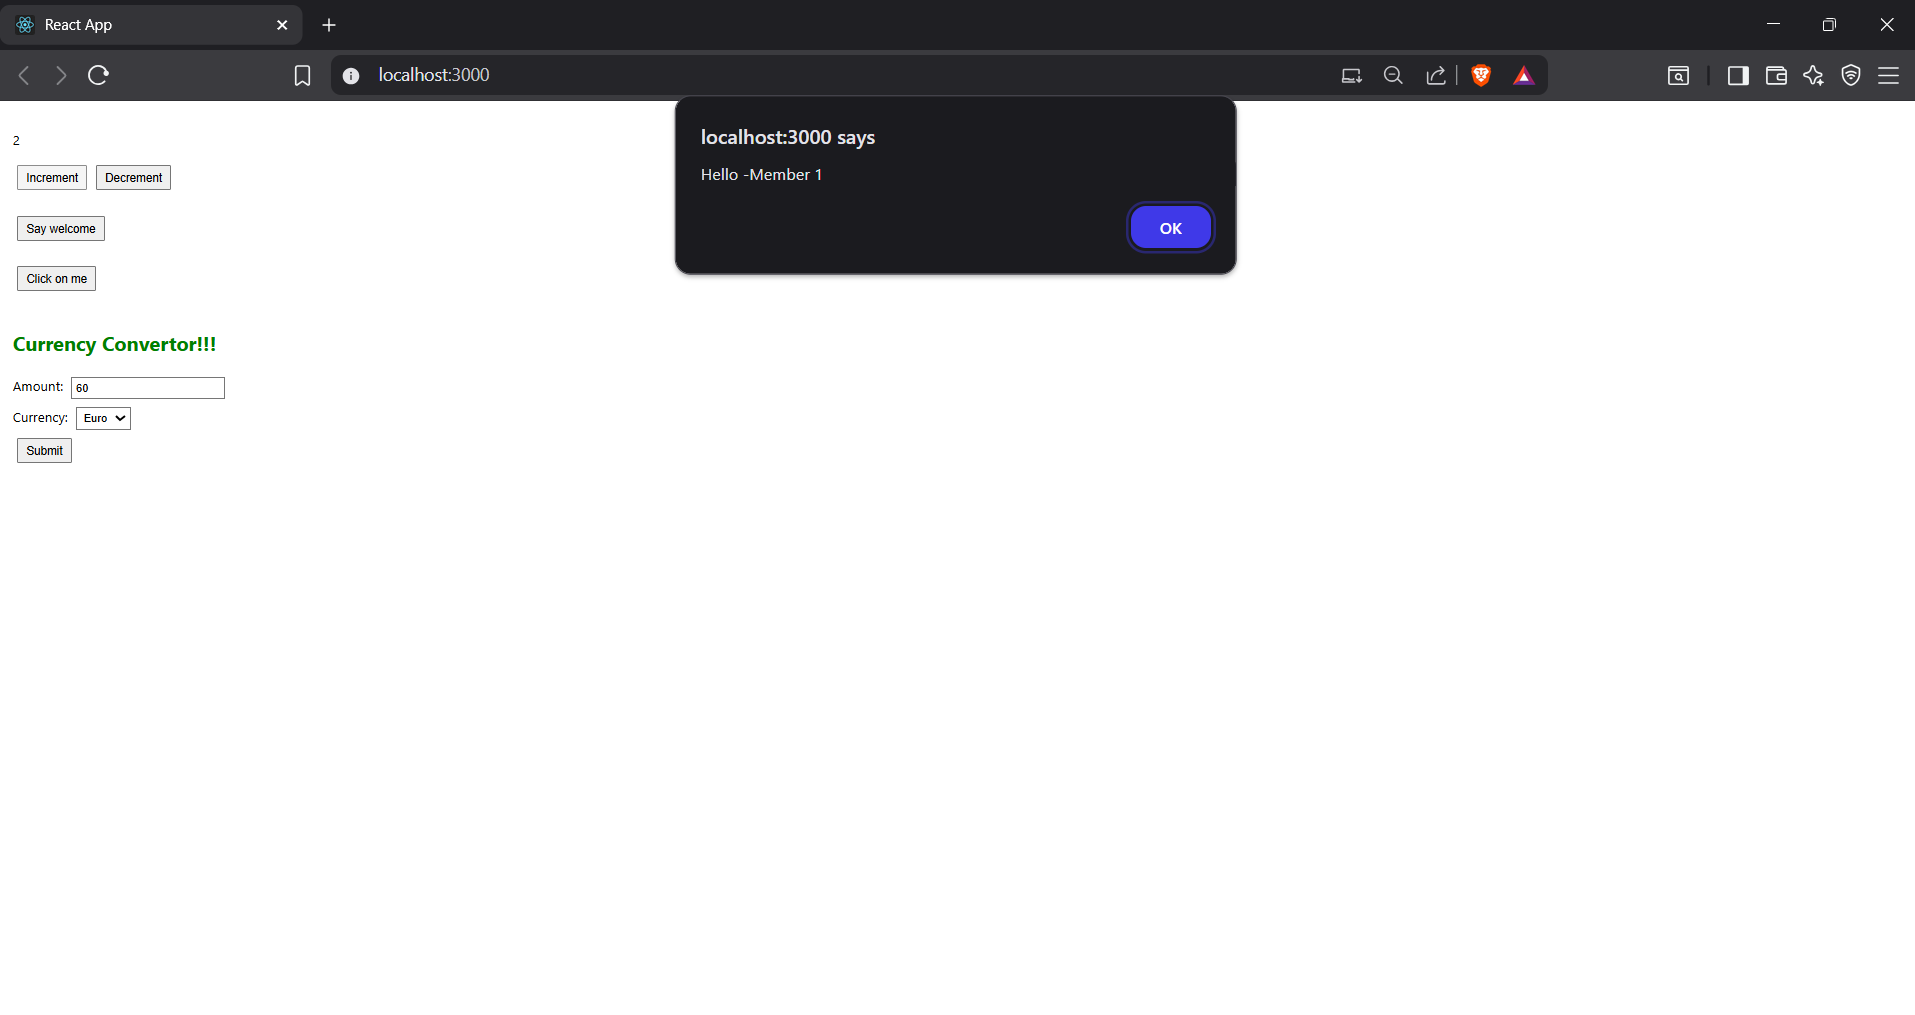 React App
localhost:3000
localhost:3000 says
Hello -Member 1
OK
2
Increment Decrement
Say welcome
Click on me
Currency Convertor!!!
Amount: 60
Currency: Euro
Submit